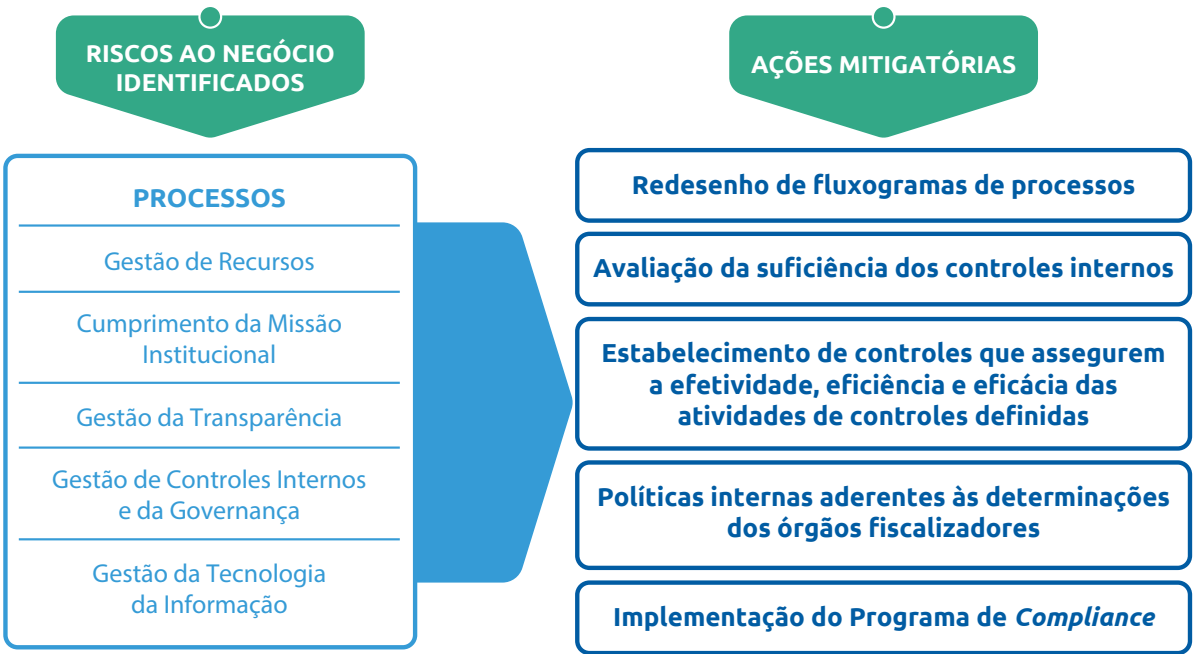 RISCOS AO NEGÓCIO
IDENTIFICADOS
PROCESSOS
Gestão de Recursos
Cumprimento da Missão
Institucional
Gestão da Transparência
Gestão de Controles Internos
e da Governança
Gestão da Tecnologia
da Informação
AÇÕES MITIGATÓRIAS
Redesenho de fluxogramas de processos
Avaliação da suficiência dos controles internos
Estabelecimento de controles que assegurem
a efetividade, eficiência e eficácia das
atividades de controles definidas
Políticas internas aderentes às determinações
dos órgãos fiscalizadores
Implementação do Programa de Compliance